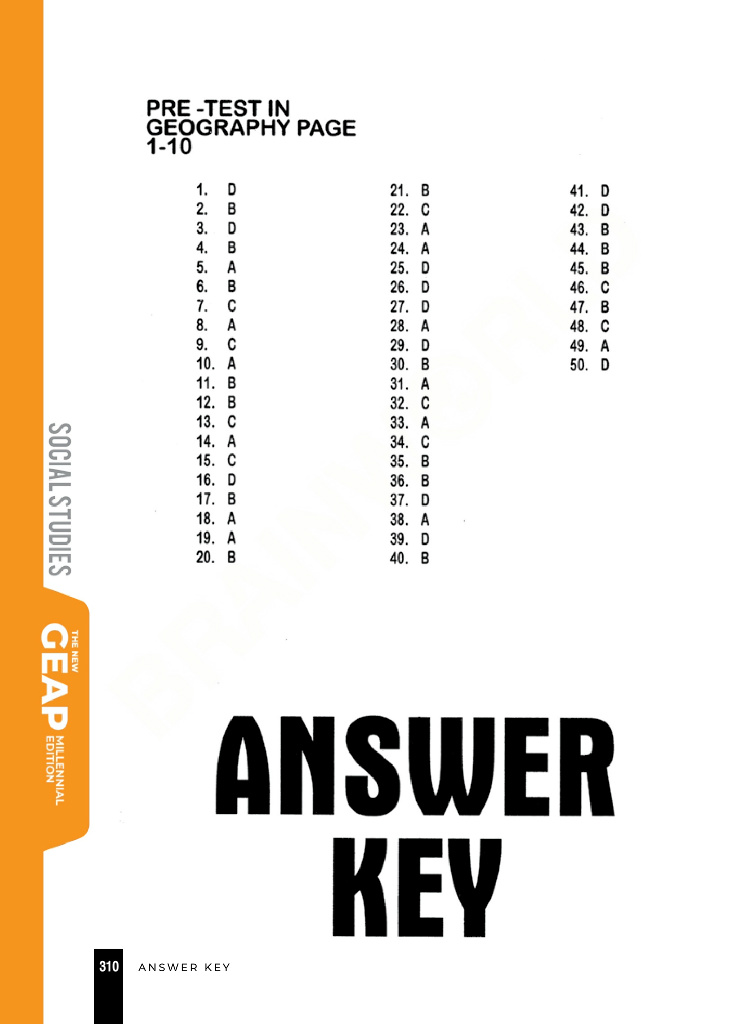 PRE -TEST IN
GEOGRAPHY PAGE
1-10
1. D
2. B
3. D
4. B
5. A
6. B
7. C
8. A
9. C
10. A
11. B
12. B
13. C
14. A
15. C
16. D
17. B
18. A
19. A
20. B
21. B
22. C
23. A
24. A
25. D
26. D
27. D
28. A
29. D
30. B
31. A
32. C
33. A
34. C
35. B
36. B
37. D
38. A
39. D
40. B
41. D
42. D
43. B
44. B
45. B
46. C
47. B
48. C
49. A
50. D
SOCIAL STUDIES
THE NEW
GEAP
MILLENNIAL
EDITION
ANSWER
KEY
310 ANSWER KEY